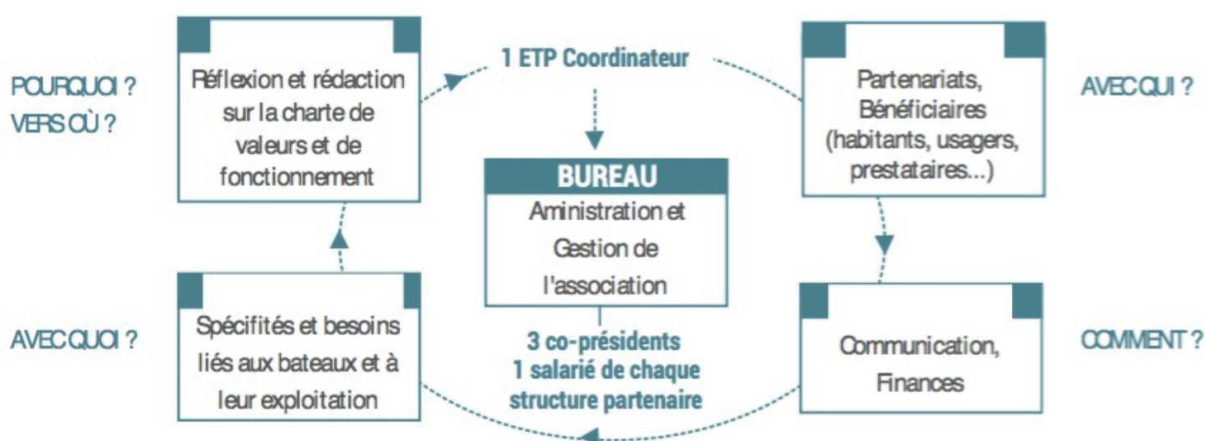 POURQUOI ?
VERS OÙ ?
Réflexion et rédaction
sur la charte de
valeurs et de
fonctionnement
1 ETP Coordinateur
Partenariats,
Bénéficiaires
(habitants, usagers,
prestataires...)
AVEC QUI ?
BUREAU
Aministration et
Gestion de
l'association
3 co-présidents
1 salarié de chaque
structure partenaire
AVEC QUOI ?
Spécifités et besoins
liés aux bateaux et à
leur exploitation
Communication,
Finances
COMMENT ?